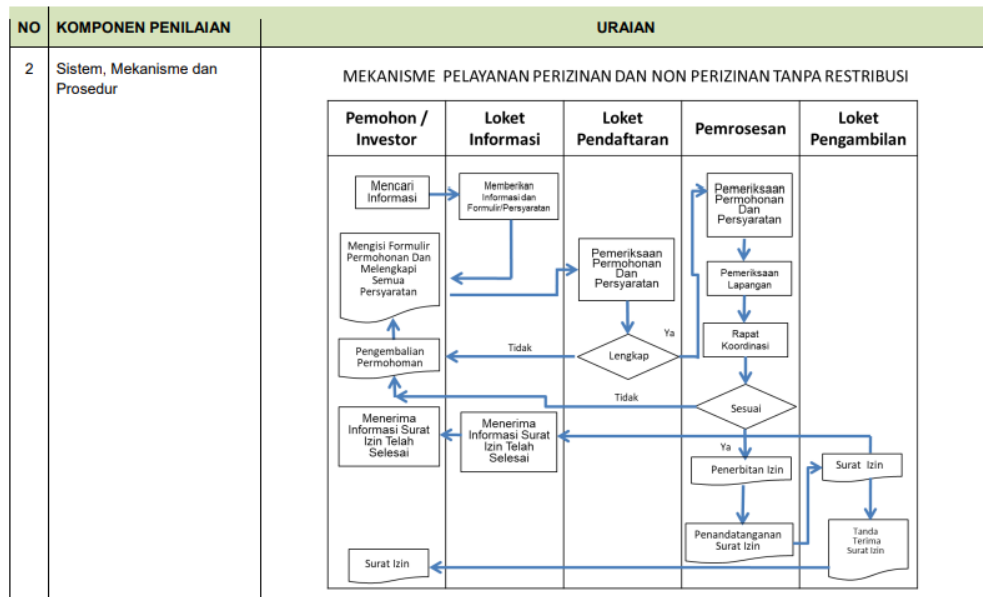 NO KOMPONEN PENILAIAN URAIAN
2 Sistem, Mekanisme dan
Prosedur
MEKANISME PELAYANAN PERIZINAN DAN NON PERIZINAN TANPA RESTRIBUSI
Pemohon /
Investor
Loket
Informasi
Loket
Pendaftaran
Pemrosesan
Loket
Pengambilan
Mencari
Informasi
Memberikan
Informasi dan
Formulir/Persyaratan
Pemeriksaan
Permohonan
Dan
Persyaratan
Mengisi Formulir
Permohonan Dan
Melengkapi
Semua
Persyaratan
Pemeriksaan
Permohonan
Dan
Persyaratan
Pemeriksaan
Lapangan
Ya
Rapat
Koordinasi
Pengembalian
Permohoman
Tidak
Lengkap
Tidak
Sesuai
Menerima
Informasi Surat
Izin Telah
Selesai
Menerima
Informasi Surat
Izin Telah
Selesai
Ya
Penerbitan Izin
Surat Izin
Penandatanganan
Surat Izin
Tanda
Terima
Surat Izin
Surat Izin